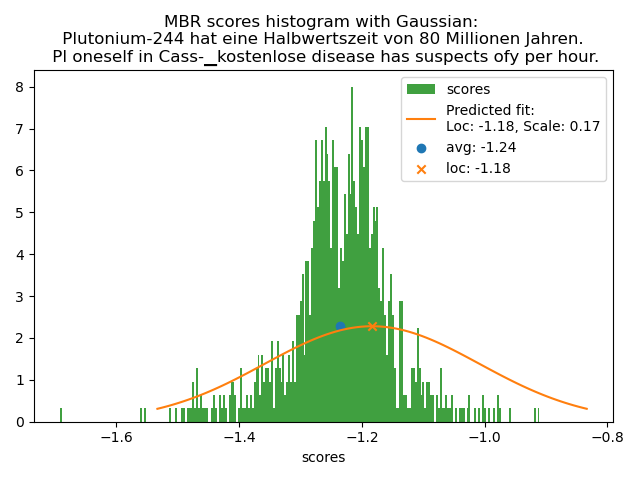 MBR scores histogram with Gaussian:
Plutonium-244 hat eine Halbwertszeit von 80 Millionen Jahren.
Pl oneself in Cass-▁kostenlose disease has suspects ofy per hour.
8
7
6
5
4
3
2
1
0
scores
Predicted fit:
Loc: -1.18, Scale: 0.17
avg: -1.24
loc: -1.18
−1.6 −1.4 −1.2 −1.0 −0.8
scores